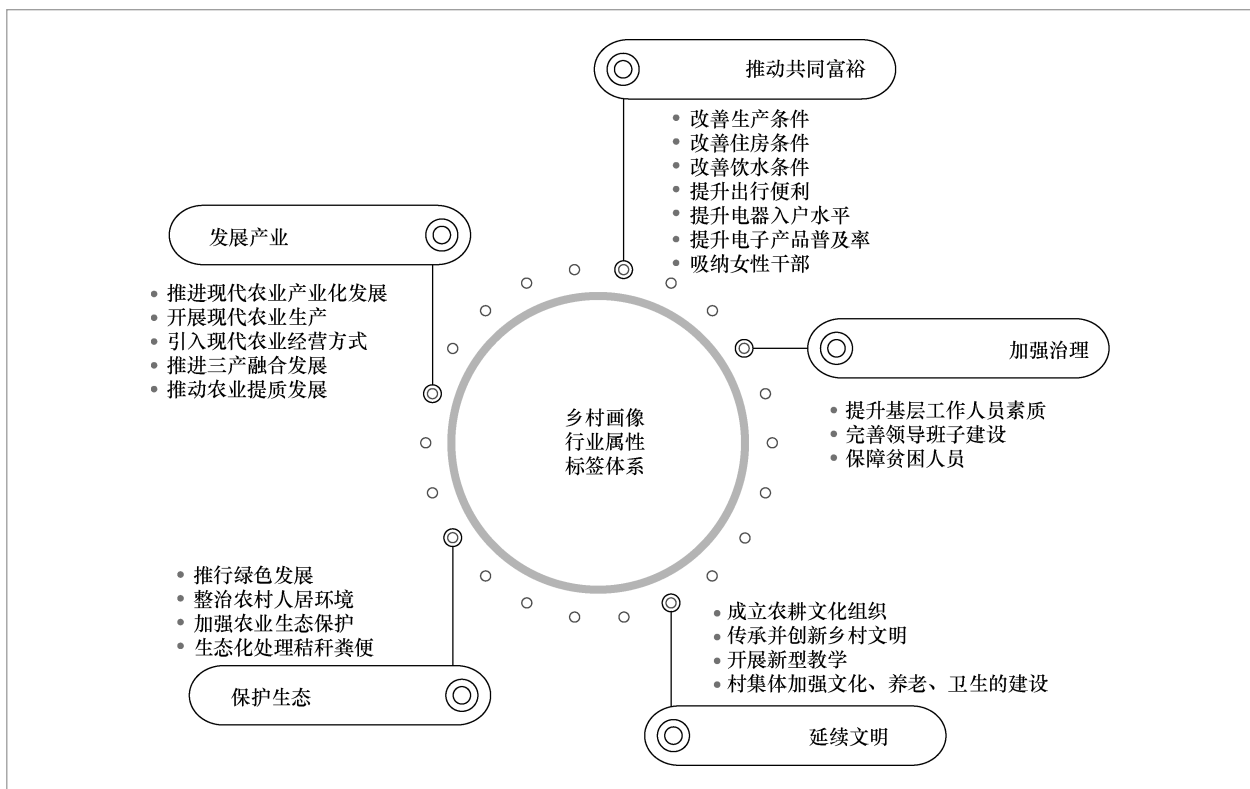 推动共同富裕
改善生产条件
改善住房条件
改善饮水条件
提升出行便利
提升电器入户水平
提升电子产品普及率
吸纳女性干部
发展产业
推进现代农业产业化发展
开展现代农业生产
引入现代农业经营方式
推进三产融合发展
推动农业提质发展
加强治理
提升基层工作人员素质
完善领导班子建设
保障贫困人员
乡村画像
行业属性
标签体系
推行绿色发展
整治农村人居环境
加强农业生态保护
生态化处理秸秆粪便
保护生态
成立农耕文化组织
传承并创新乡村文明
开展新型教学
村集体加强文化、养老、卫生的建设
延续文明